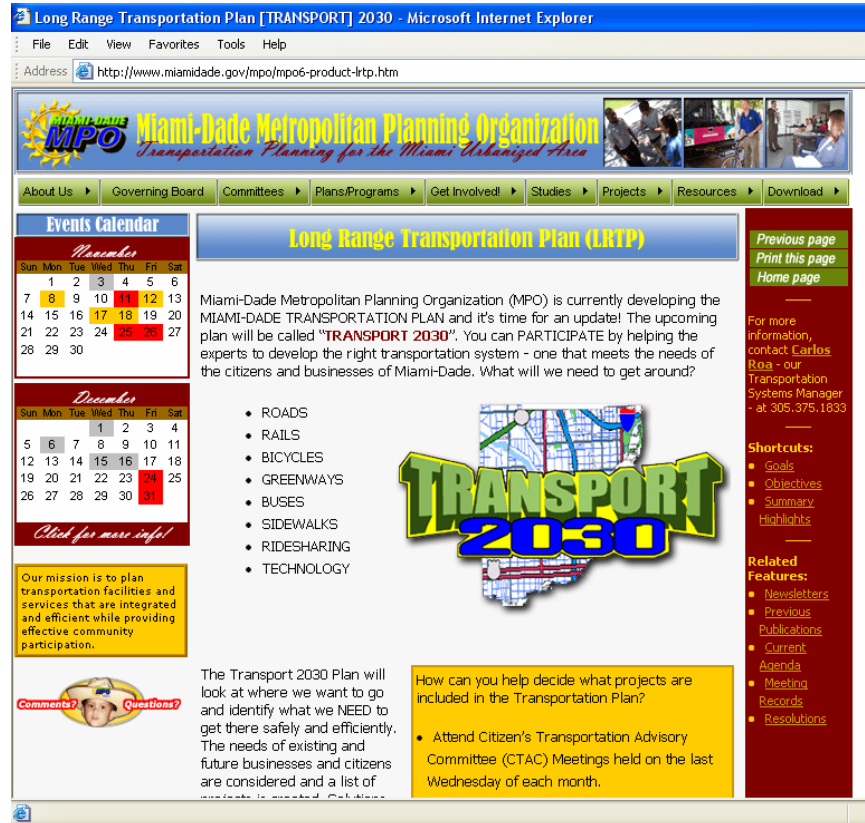 Long Range Transportation Plan [TRANSPORT] 2030 - Microsoft Internet Explorer
File Edit View Favorites Tools Help
Address http://www.miamidade.gov/mpo/mpo6-product-lrtp.htm
MIAMI-DADE
MPO
Miami-Dade Metropolitan Planning Organization
Transportation Planning for the Miami Urbanized Area
About Us Governing Board Committees Plans/Programs Get Involved! Studies Projects Resources Download
Events Calendar
November
Sun Mon Tue Wed Thu Fri Sat
1 2 3 4 5 6
7 8 9 10 11 12 13
14 15 16 17 18 19 20
21 22 23 24 25 26 27
28 29 30
December
Sun Mon Tue Wed Thu Fri Sat
1 2 3 4
5 6 7 8 9 10 11
12 13 14 15 16 17 18
19 20 21 22 23 24 25
26 27 28 29 30 31
Click for more info!
Our mission is to plan
transportation facilities and
services that are integrated
and efficient while providing
effective community
participation.
Comments? Questions?
Long Range Transportation Plan (LRTP)
Miami-Dade Metropolitan Planning Organization (MPO) is currently developing the
MIAMI-DADE TRANSPORTATION PLAN and it's time for an update! The upcoming
plan will be called "TRANSPORT 2030". You can PARTICIPATE by helping the
experts to develop the right transportation system - one that meets the needs of
the citizens and businesses of Miami-Dade. What will we need to get around?
• ROADS
• RAILS
• BICYCLES
• GREENWAYS
• BUSES
• SIDEWALKS
• RIDESHARING
• TECHNOLOGY
TRANSPORT
2030
The Transport 2030 Plan will
look at where we want to go
and identify what we NEED to
get there safely and efficiently.
The needs of existing and
future businesses and citizens
are considered and a list of
How can you help decide what projects are
included in the Transportation Plan?
• Attend Citizen's Transportation Advisory
Committee (CTAC) Meetings held on the last
Wednesday of each month.
Previous page
Print this page
Home page
For more
information,
contact Carlos
Roa - our
Transportation
Systems Manager
- at 305.375.1833
Shortcuts:
• Goals
• Objectives
• Summary
Highlights
Related
Features:
• Newsletters
• Previous
Publications
• Current
Agenda
• Meeting
Records
• Resolutions